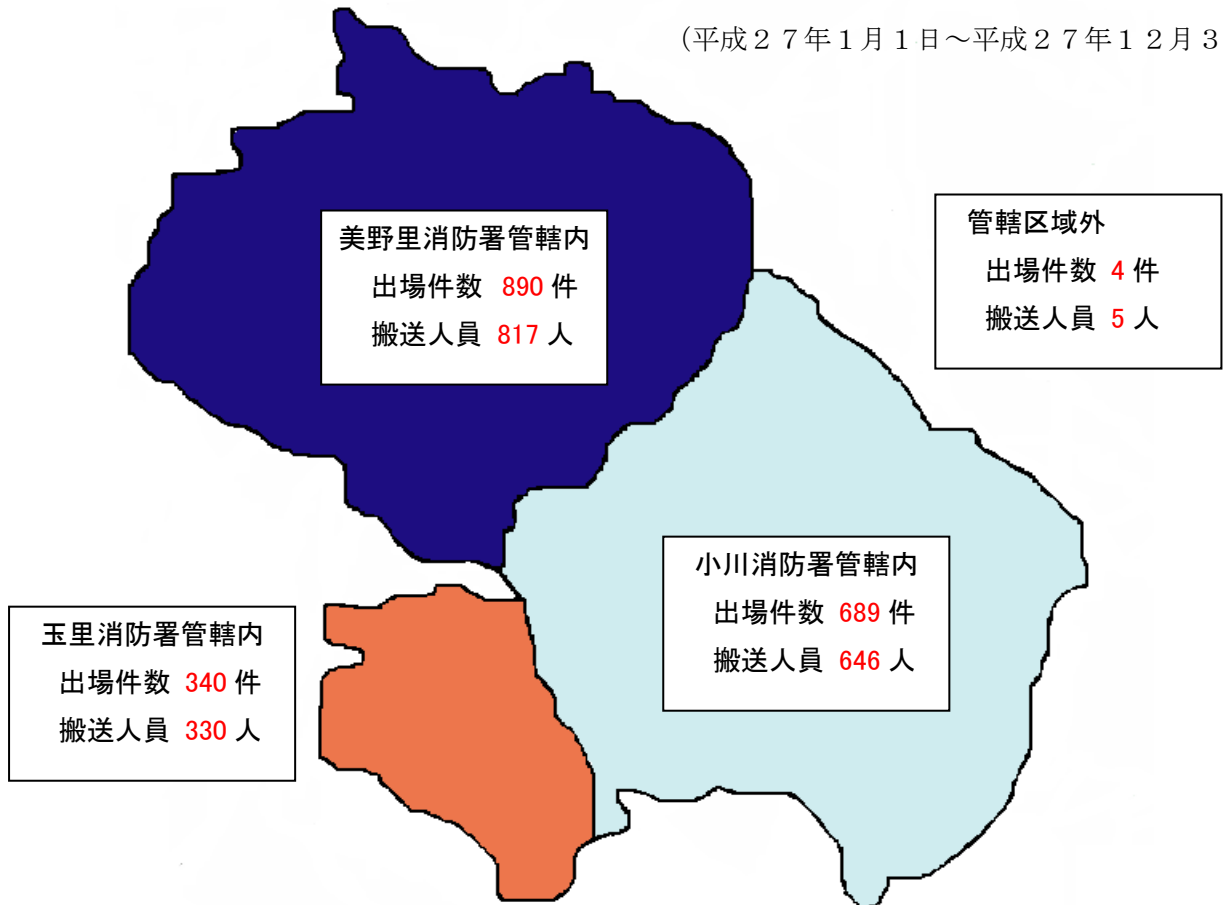 (平成２７年１月１日～平成２７年１２月３
美野里消防署管轄内
出場件数 890 件
搬送人員 817 人
管轄区域外
出場件数 4 件
搬送人員 5 人
小川消防署管轄内
出場件数 689 件
搬送人員 646 人
玉里消防署管轄内
出場件数 340 件
搬送人員 330 人